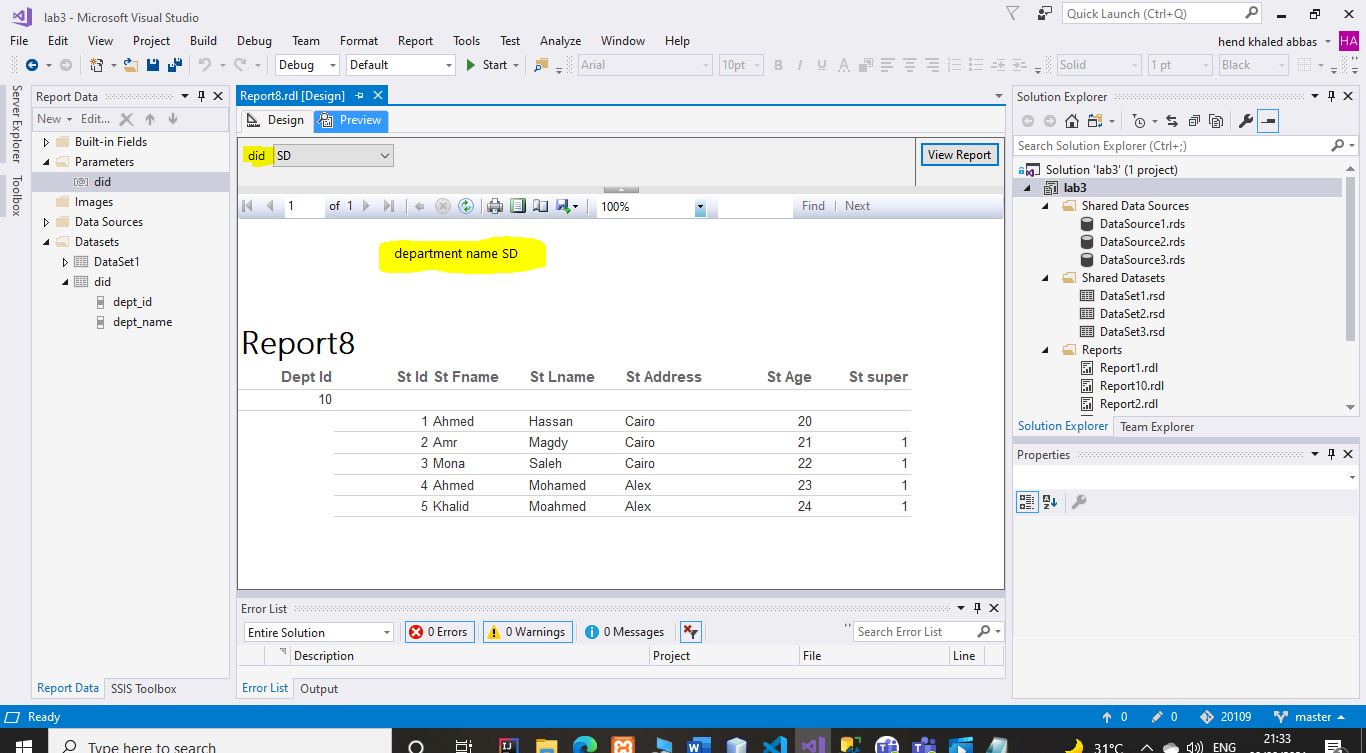 lab3 - Microsoft Visual Studio
Quick Launch (Ctrl+Q)
File Edit View Project Build Debug Team Format Report Tools Test Analyze Window Help
hend khaled abbas HA
Debug Default Start Arial 10pt B I U A Solid 1 pt Black
Server Explorer
Toolbox
Report Data
New Edit...
Built-in Fields
Parameters
[@] did
Images
Data Sources
Datasets
DataSet1
did
dept_id
dept_name
Report Data SSIS Toolbox
Report8.rdl [Design]
Design Preview
did SD View Report
1 of 1 100% Find Next
department name SD
Report8
Dept Id St Id St Fname St Lname St Address St Age St super
10
1 Ahmed Hassan Cairo 20
2 Amr Magdy Cairo 21 1
3 Mona Saleh Cairo 22 1
4 Ahmed Mohamed Alex 23 1
5 Khalid Moahmed Alex 24 1
Error List
Entire Solution 0 Errors 0 Warnings 0 Messages Search Error List
Description Project File Line
Error List Output
Solution Explorer
Search Solution Explorer (Ctrl+;)
Solution 'lab3' (1 project)
lab3
Shared Data Sources
DataSource1.rds
DataSource2.rds
DataSource3.rds
Shared Datasets
DataSet1.rsd
DataSet2.rsd
DataSet3.rsd
Reports
Report1.rdl
Report10.rdl
Report2.rdl
Solution Explorer Team Explorer
Properties
Ready 0 0 20109 master
Type here to search 31°C ENG 21:33